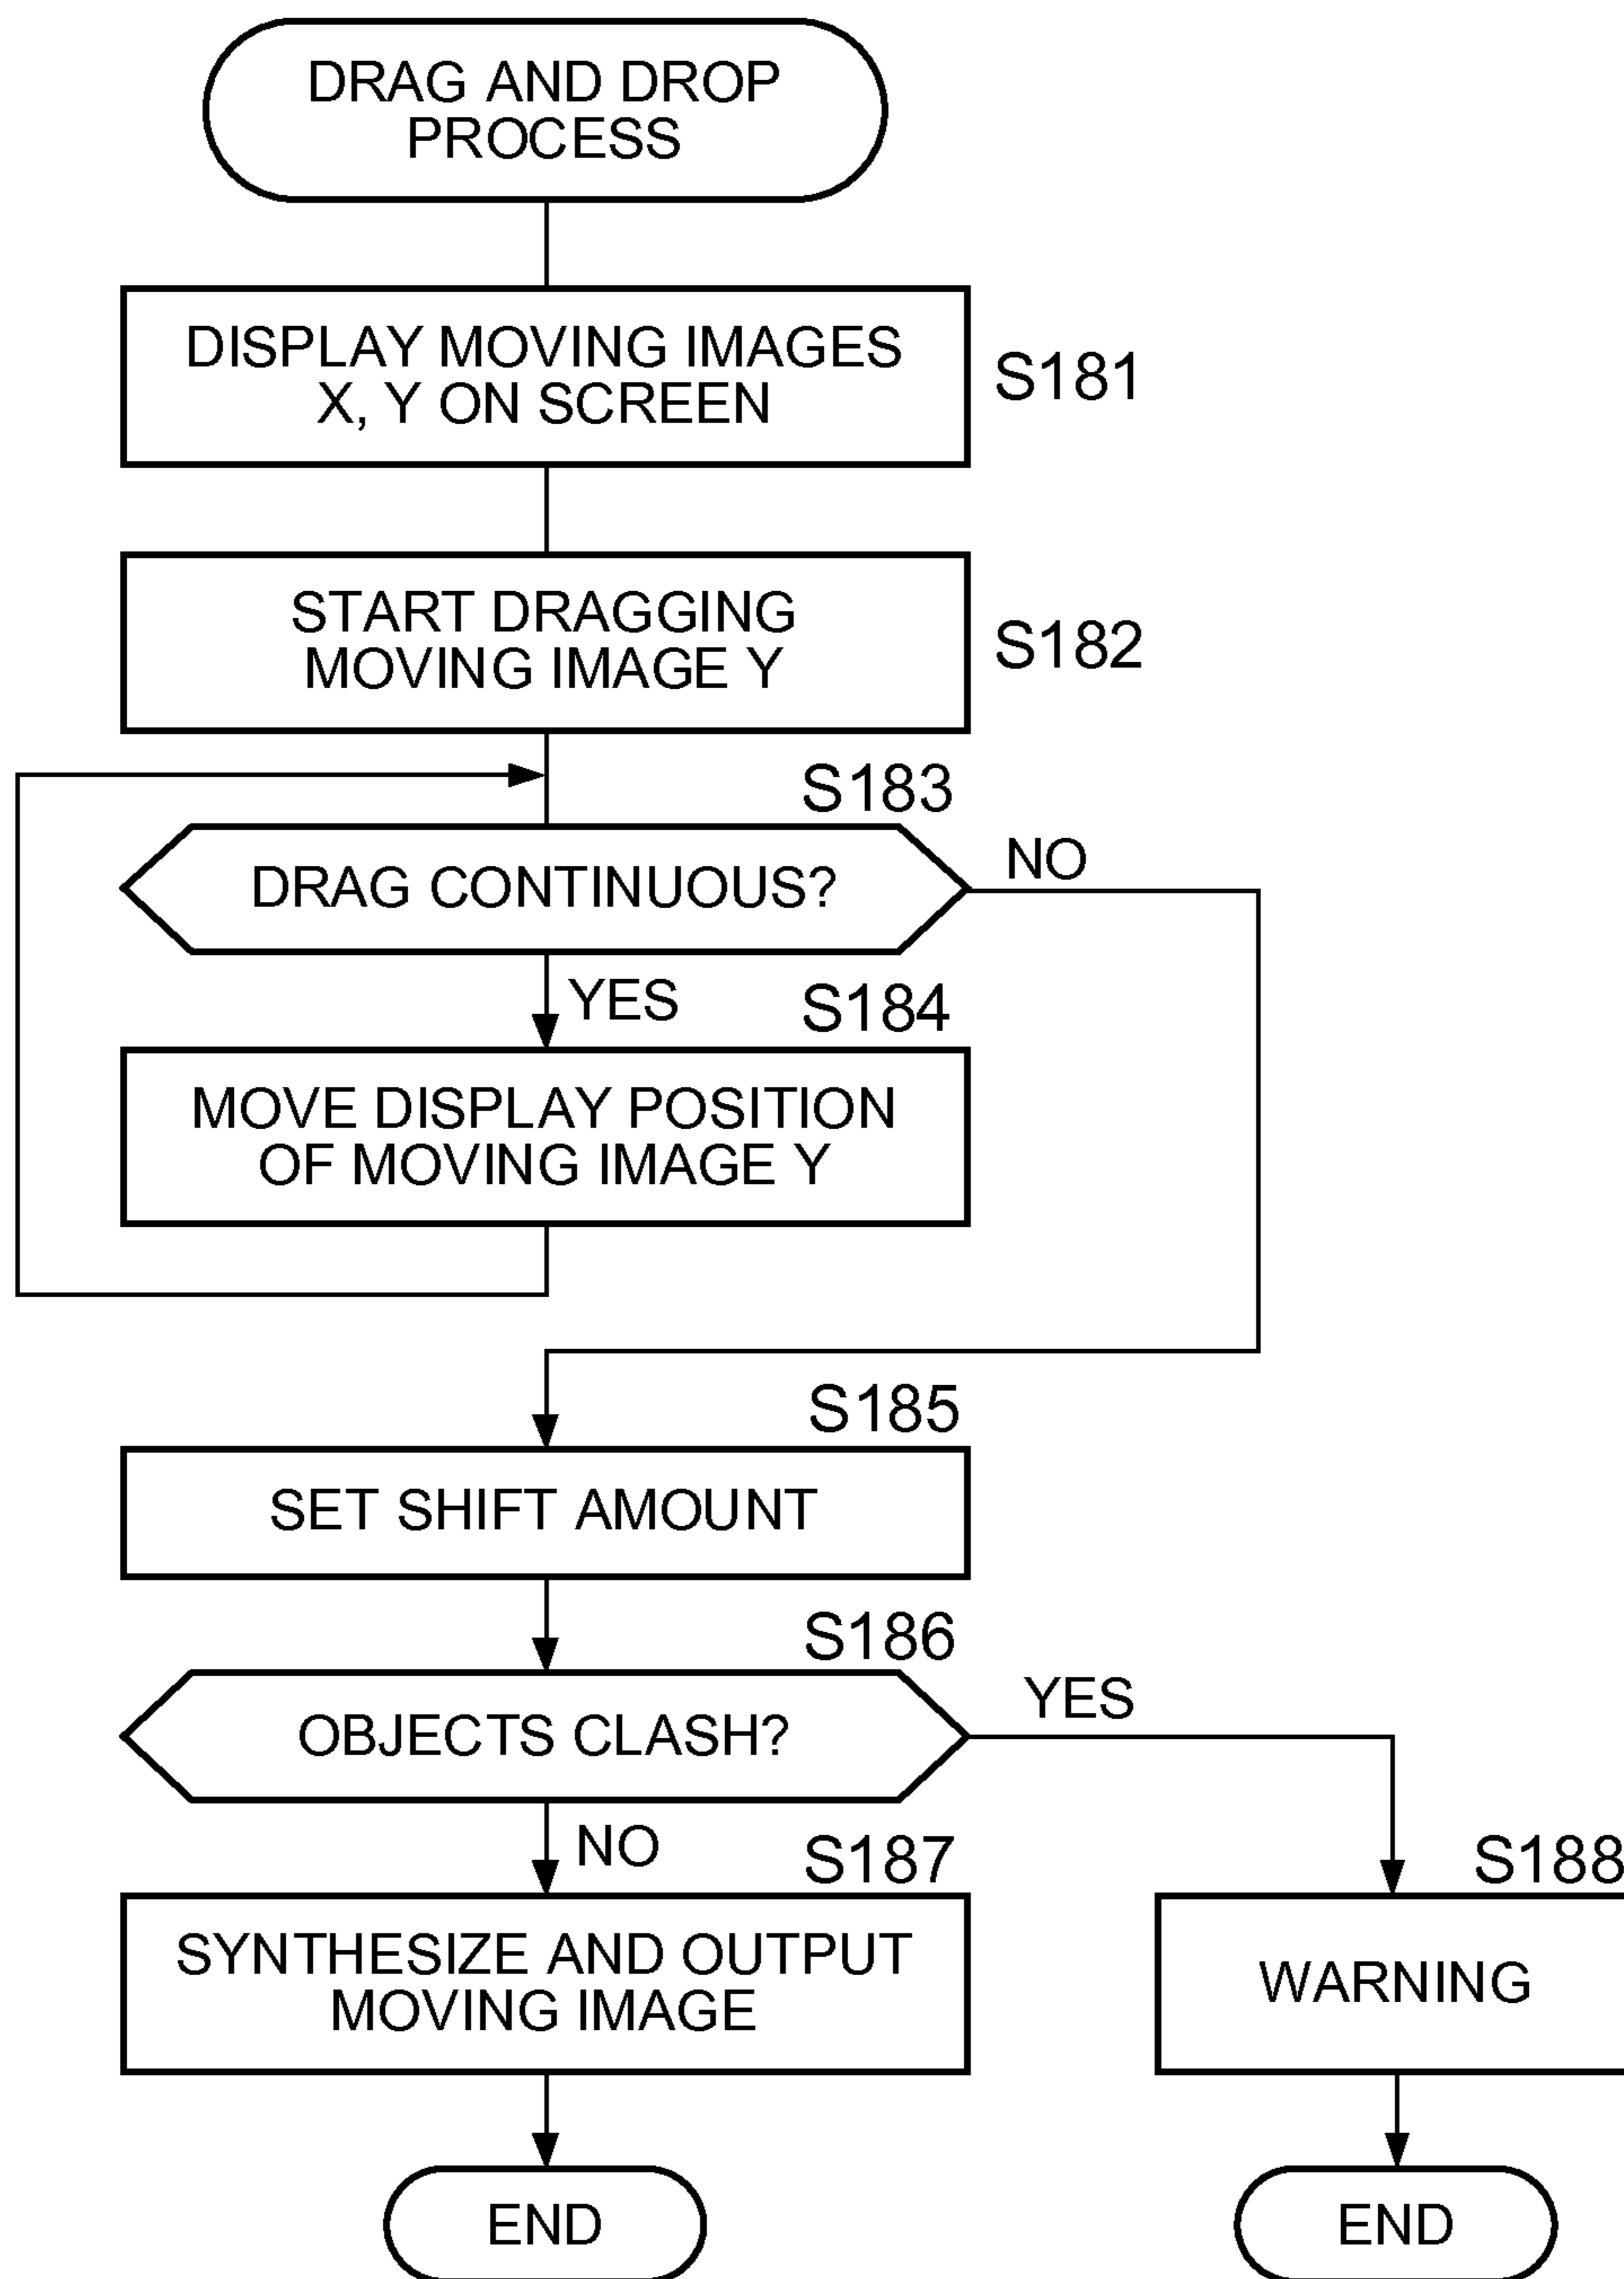 DRAG AND DROP
PROCESS
DISPLAY MOVING IMAGES
X, Y ON SCREEN
S181
START DRAGGING
MOVING IMAGE Y
S182
S183
DRAG CONTINUOUS?
NO
YES
S184
MOVE DISPLAY POSITION
OF MOVING IMAGE Y
S185
SET SHIFT AMOUNT
S186
OBJECTS CLASH?
YES
NO
S187
S188
SYNTHESIZE AND OUTPUT
MOVING IMAGE
WARNING
END
END